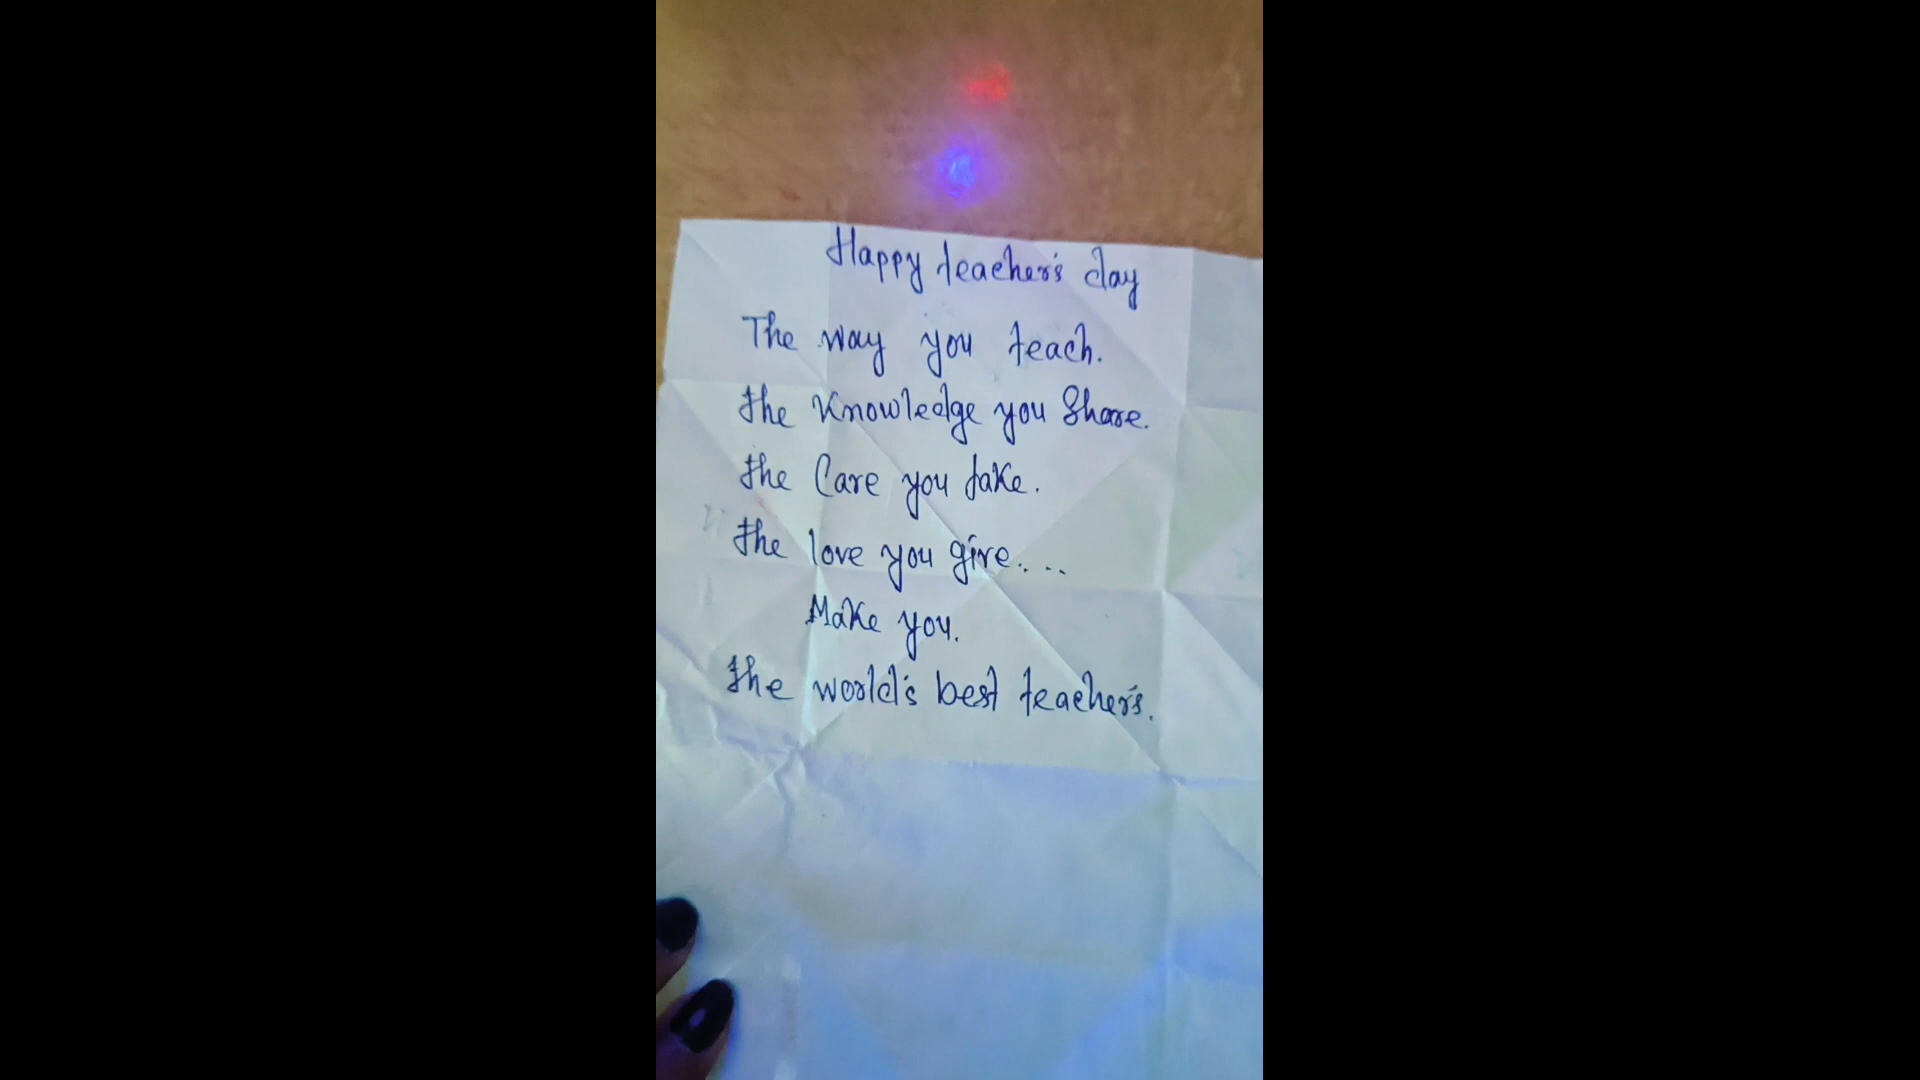 Happy teacher's day
The way you teach.
the Knowledge you Share.
the Care you take.
the love you give....
Make you.
the world's best teacher's.